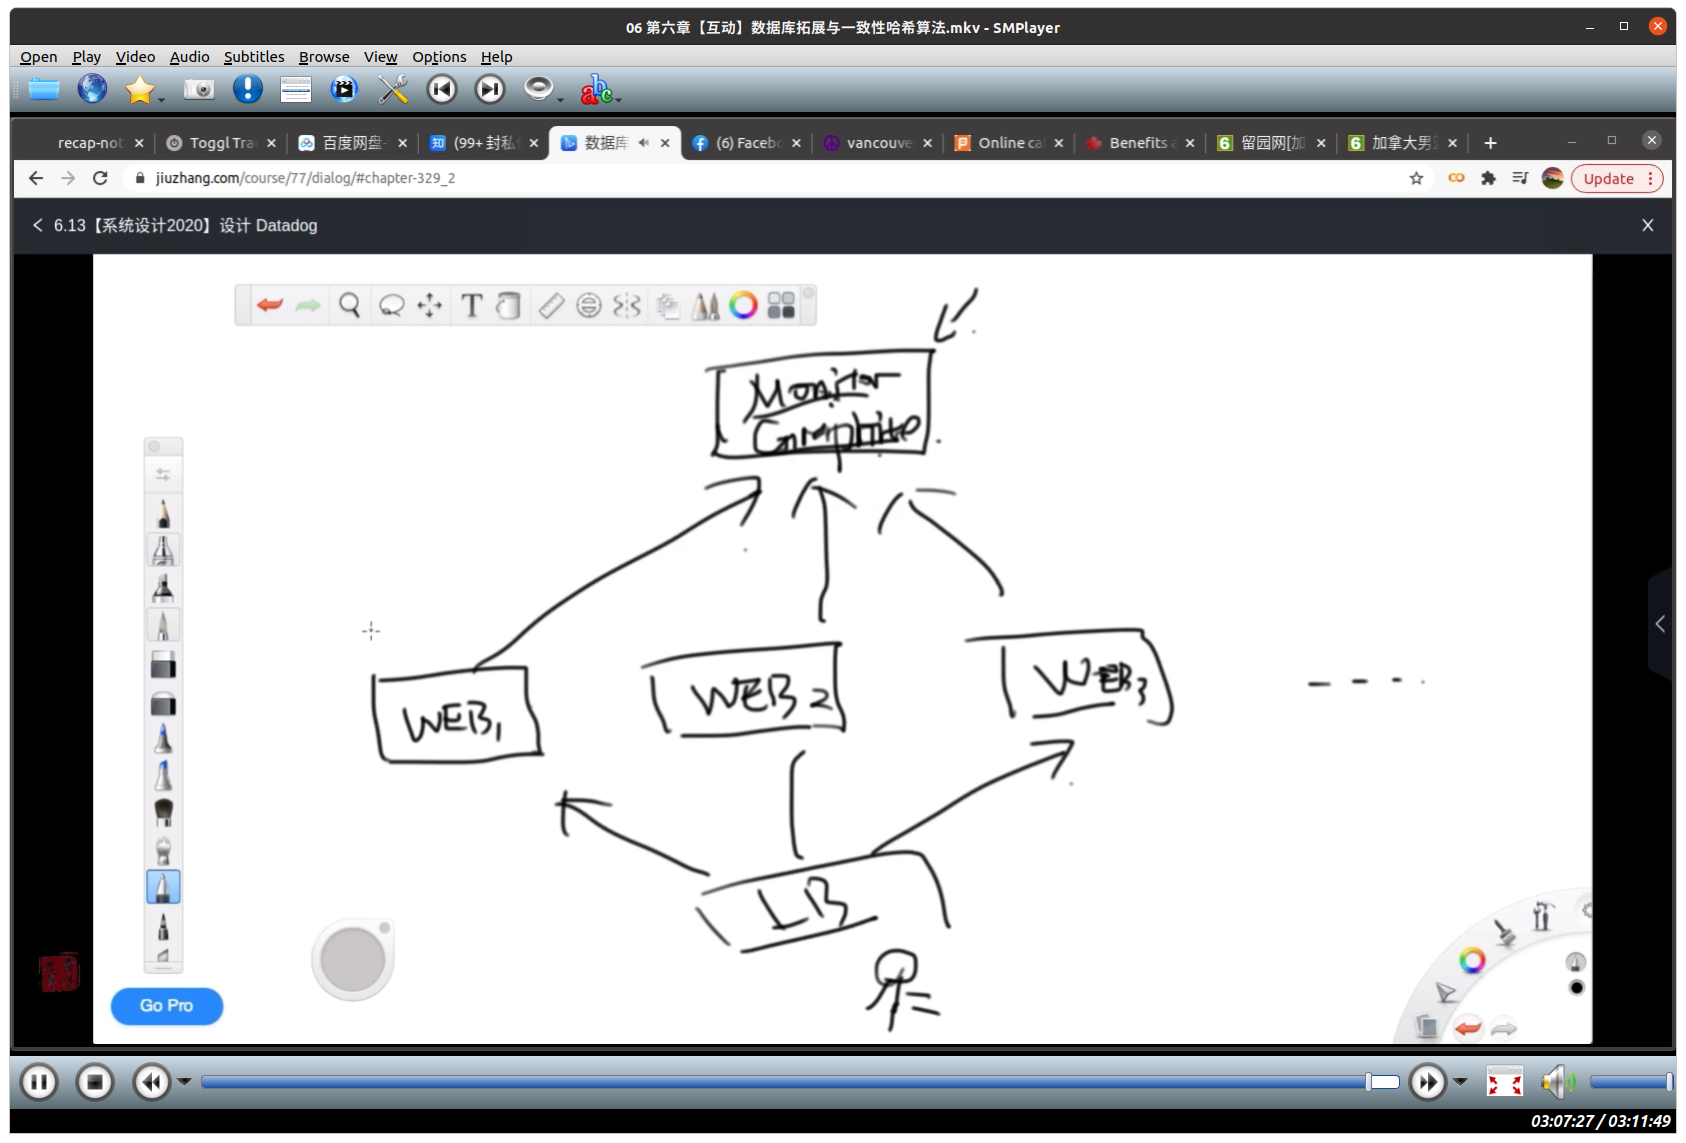 06 第六章【互动】数据库拓展与一致性哈希算法.mkv - SMPlayer
Open Play Video Audio Subtitles Browse View Options Help
abc
recap-not Toggl Tra 百度网盘- 知 (99+ 封私 数据库 (6) Facebo vancouve Online ca Benefits a 6 留园网[加 6 加拿大男
jiuzhang.com/course/77/dialog/#chapter-329_2 Update
6.13【系统设计2020】设计 Datadog
T
Monitor
Graphite
WEB1 WEB2 WEB3
LB
Go Pro
03:07:27 / 03:11:49